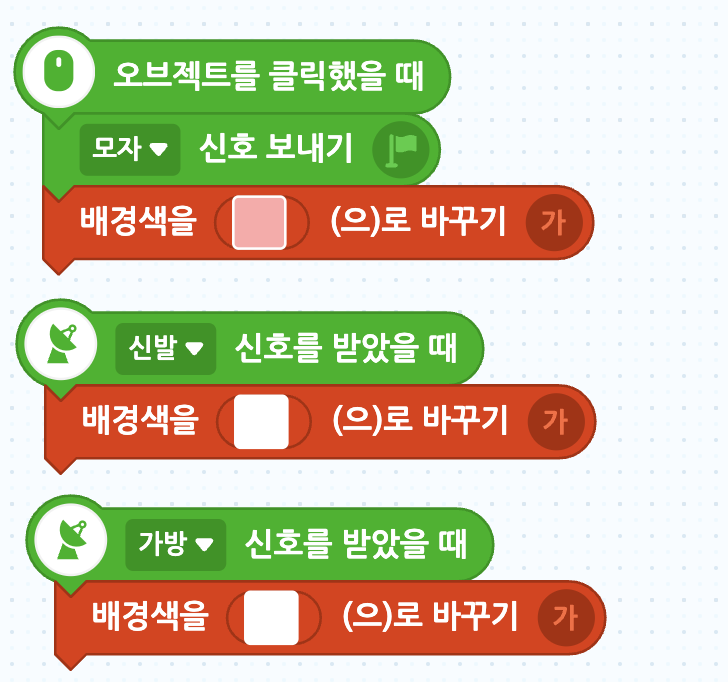 오브젝트를 클릭했을 때
모자 신호 보내기
배경색을 (으)로 바꾸기 가
신발 신호를 받았을 때
배경색을 (으)로 바꾸기 가
가방 신호를 받았을 때
배경색을 (으)로 바꾸기 가